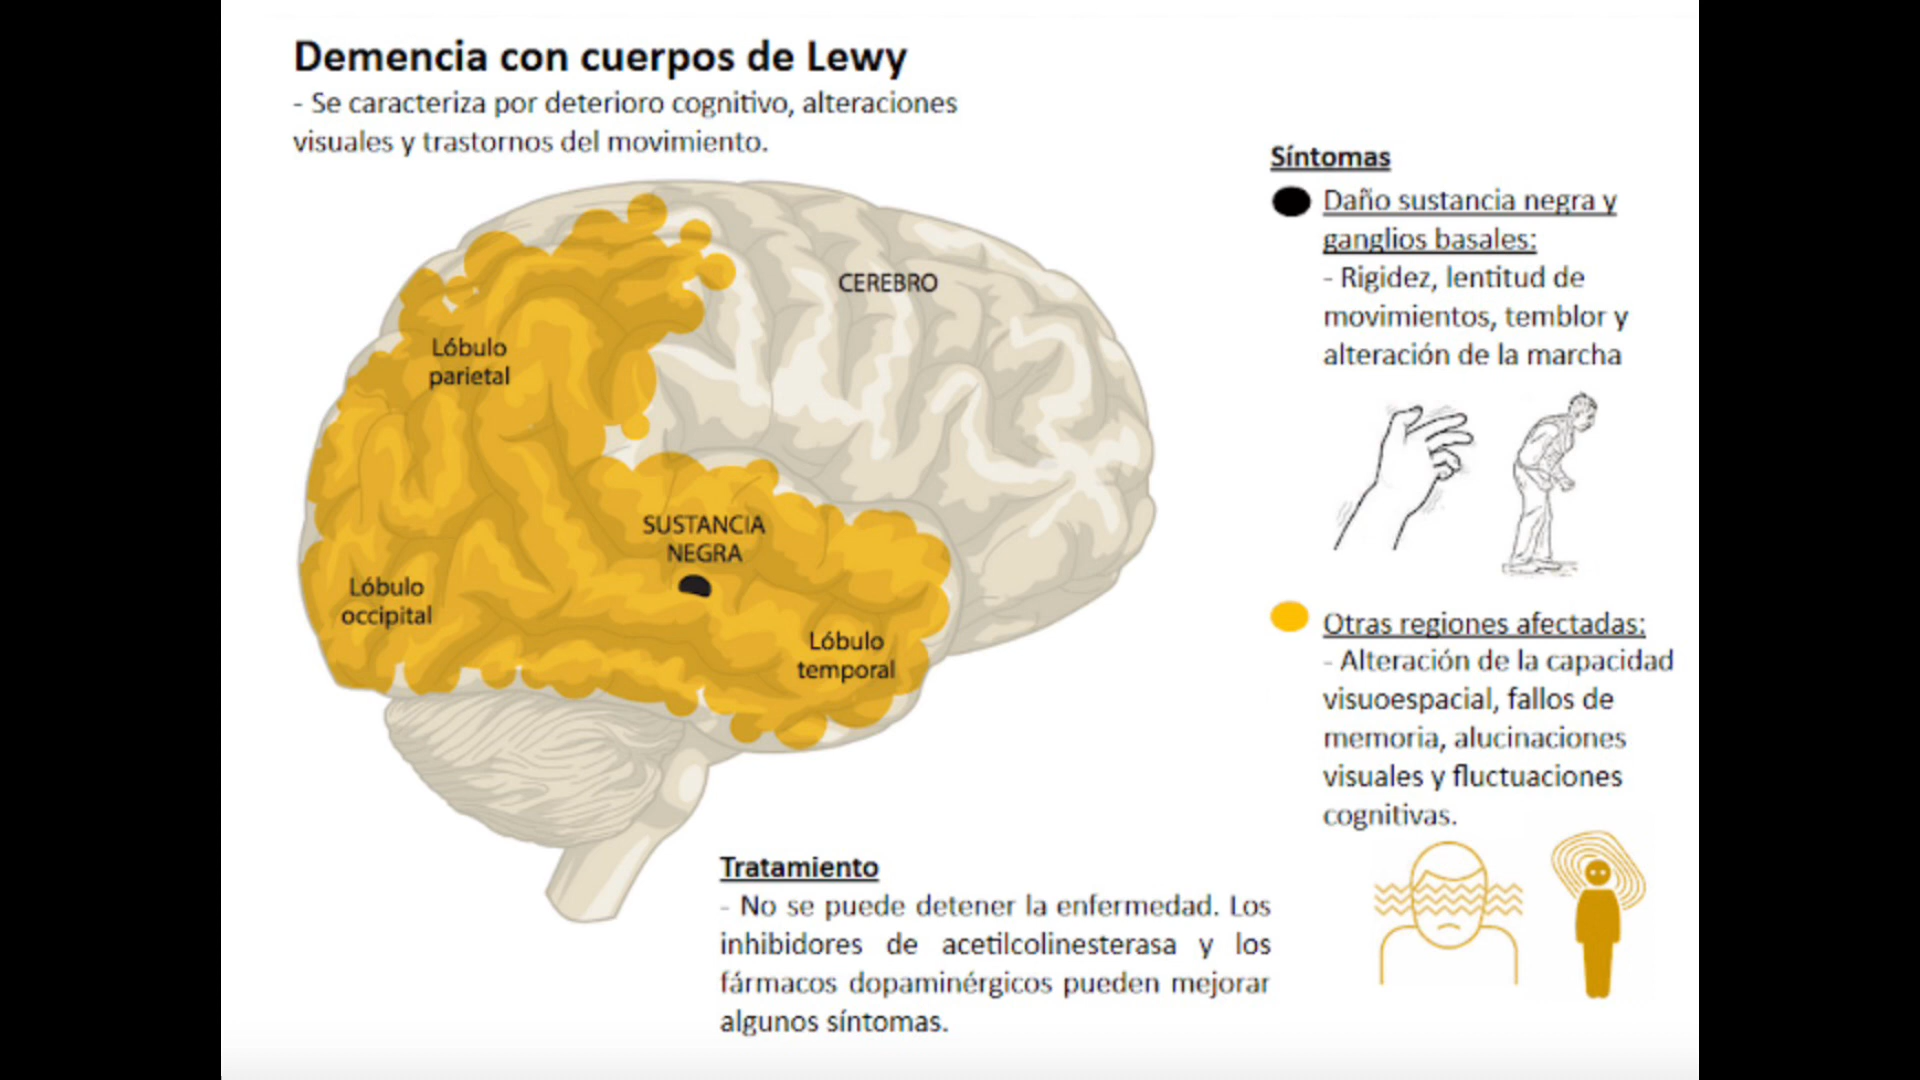 Demencia con cuerpos de Lewy
- Se caracteriza por deterioro cognitivo, alteraciones
visuales y trastornos del movimiento.
CEREBRO
Lóbulo
parietal
SUSTANCIA
NEGRA
Lóbulo
occipital
Lóbulo
temporal
Síntomas
Daño sustancia negra y
ganglios basales:
- Rigidez, lentitud de
movimientos, temblor y
alteración de la marcha
Otras regiones afectadas:
- Alteración de la capacidad
visuoespacial, fallos de
memoria, alucinaciones
visuales y fluctuaciones
cognitivas.
Tratamiento
- No se puede detener la enfermedad. Los
inhibidores de acetilcolinesterasa y los
fármacos dopaminérgicos pueden mejorar
algunos síntomas.